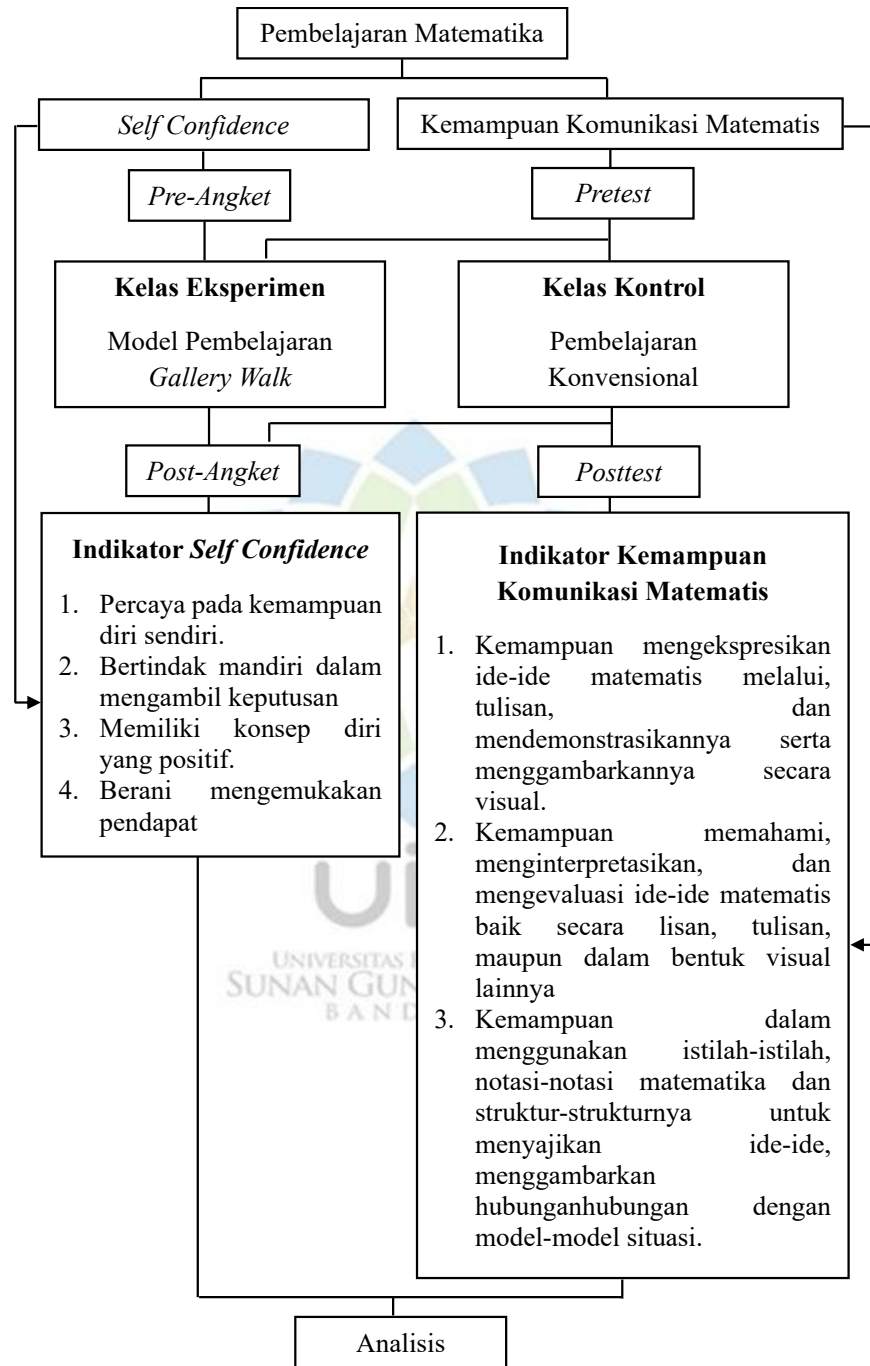 Pembelajaran Matematika
Self Confidence
Kemampuan Komunikasi Matematis
Pre-Angket
Pretest
Kelas Eksperimen
Model Pembelajaran
Gallery Walk
Kelas Kontrol
Pembelajaran
Konvensional
Post-Angket
Posttest
Indikator Self Confidence
1. Percaya pada kemampuan
diri sendiri.
2. Bertindak mandiri dalam
mengambil keputusan
3. Memiliki konsep diri
yang positif.
4. Berani mengemukakan
pendapat
Indikator Kemampuan
Komunikasi Matematis
1. Kemampuan mengekspresikan
ide-ide matematis melalui,
tulisan, dan
mendemonstrasikannya serta
menggambarkannya secara
visual.
2. Kemampuan memahami,
menginterpretasikan, dan
mengevaluasi ide-ide matematis
baik secara lisan, tulisan,
maupun dalam bentuk visual
lainnya
3. Kemampuan dalam
menggunakan istilah-istilah,
notasi-notasi matematika dan
struktur-strukturnya untuk
menyajikan ide-ide,
menggambarkan
hubunganhubungan dengan
model-model situasi.
UNIVERSITAS
SUNAN
Analisis